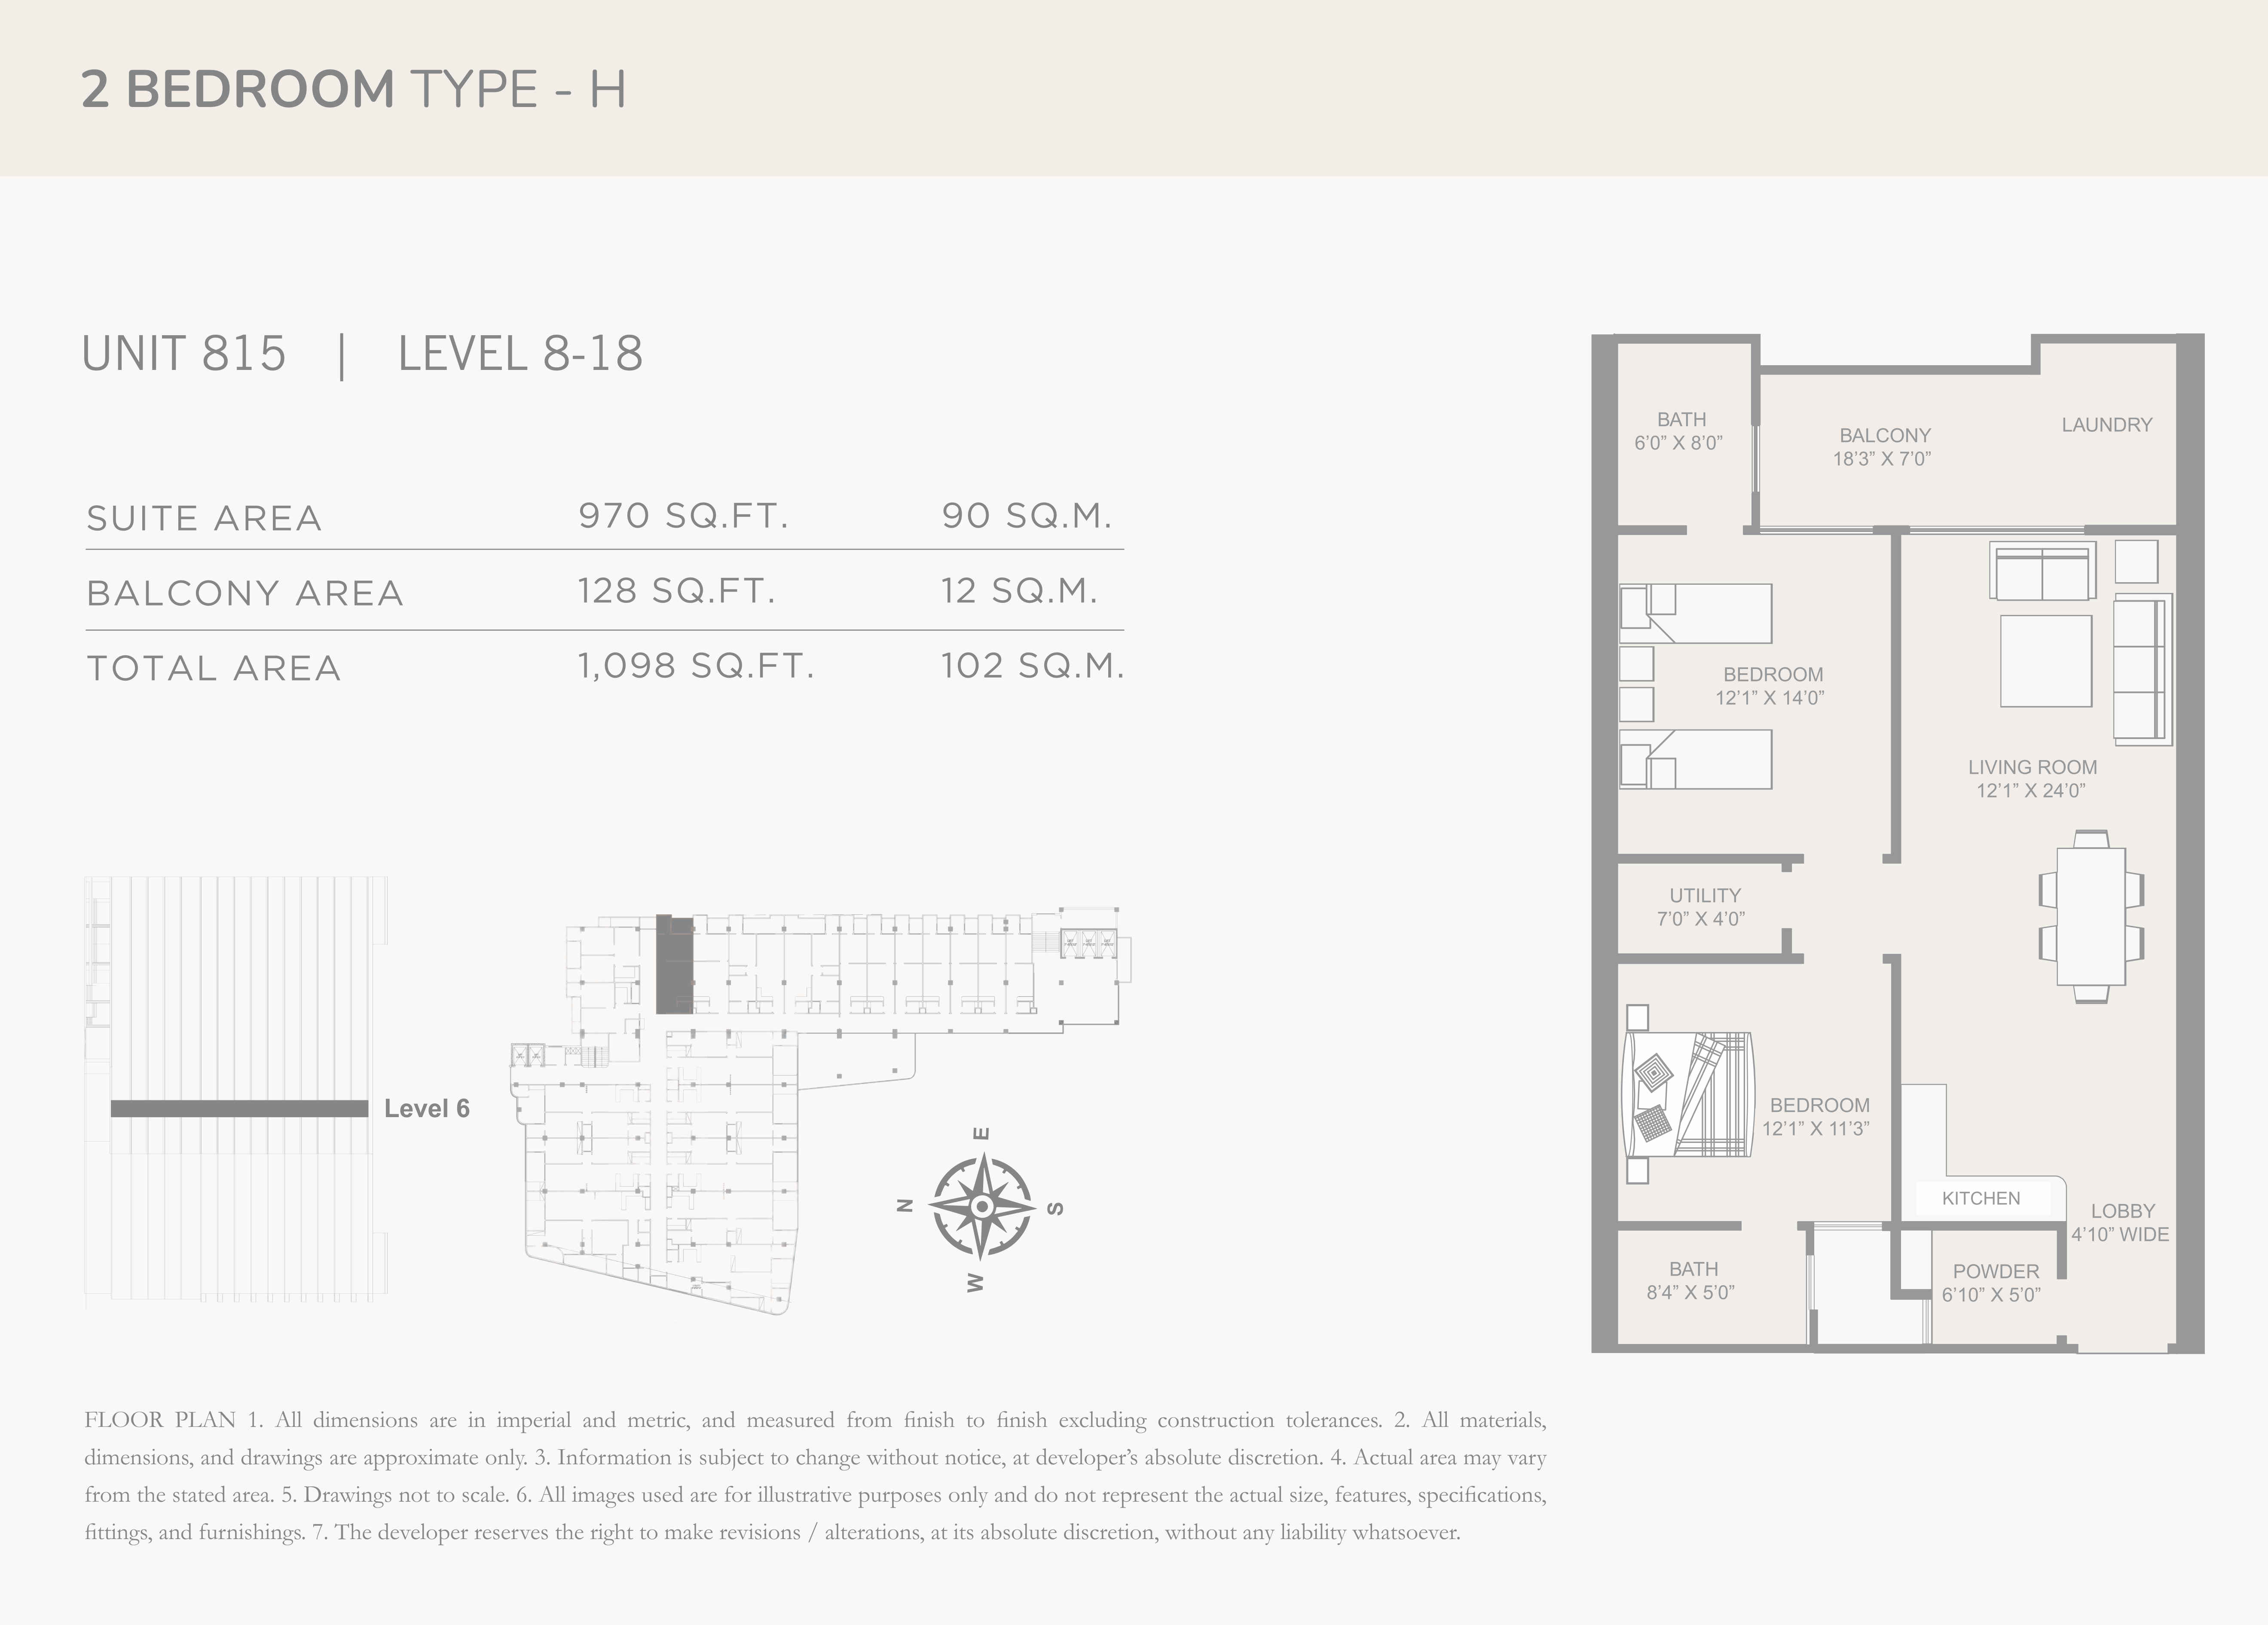 2 BEDROOM TYPE - H
UNIT 815 | LEVEL 8-18
SUITE AREA 970 SQ.FT. 90 SQ.M.
BALCONY AREA 128 SQ.FT. 12 SQ.M.
TOTAL AREA 1,098 SQ.FT. 102 SQ.M.
Level 6
E
N
S
W
BATH
6’0” X 8’0”
BALCONY
18’3” X 7’0”
LAUNDRY
BEDROOM
12’1” X 14’0”
LIVING ROOM
12’1” X 24’0”
UTILITY
7’0” X 4’0”
BEDROOM
12’1” X 11’3”
KITCHEN
LOBBY
4’10” WIDE
BATH
8’4” X 5’0”
POWDER
6’10” X 5’0”
FLOOR PLAN 1. All dimensions are in imperial and metric, and measured from finish to finish excluding construction tolerances. 2. All materials,
dimensions, and drawings are approximate only. 3. Information is subject to change without notice, at developer’s absolute discretion. 4. Actual area may vary
from the stated area. 5. Drawings not to scale. 6. All images used are for illustrative purposes only and do not represent the actual size, features, specifications,
fittings, and furnishings. 7. The developer reserves the right to make revisions / alterations, at its absolute discretion, without any liability whatsoever.